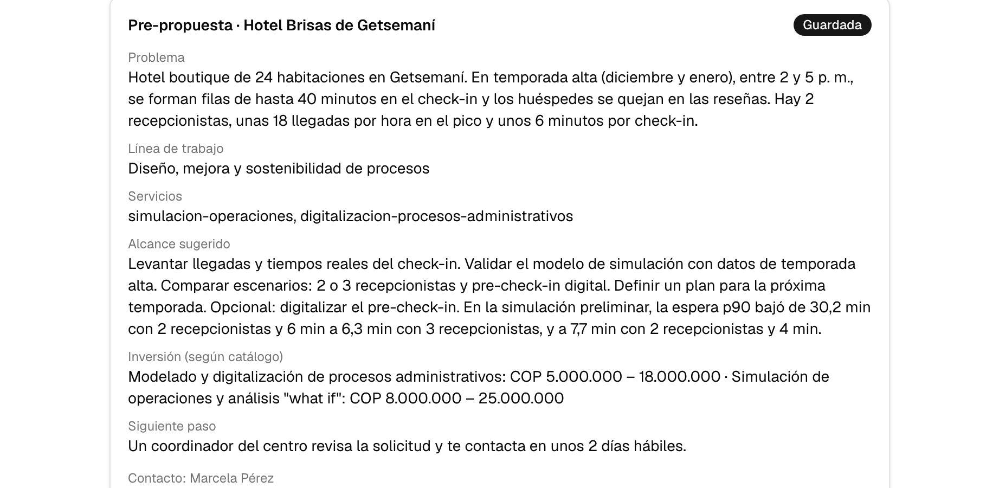 Pre-propuesta · Hotel Brisas de Getsemaní
Guardada
Problema
Hotel boutique de 24 habitaciones en Getsemaní. En temporada alta (diciembre y enero), entre 2 y 5 p. m.,
se forman filas de hasta 40 minutos en el check-in y los huéspedes se quejan en las reseñas. Hay 2
recepcionistas, unas 18 llegadas por hora en el pico y unos 6 minutos por check-in.
Línea de trabajo
Diseño, mejora y sostenibilidad de procesos
Servicios
simulacion-operaciones, digitalizacion-procesos-administrativos
Alcance sugerido
Levantar llegadas y tiempos reales del check-in. Validar el modelo de simulación con datos de temporada
alta. Comparar escenarios: 2 o 3 recepcionistas y pre-check-in digital. Definir un plan para la próxima
temporada. Opcional: digitalizar el pre-check-in. En la simulación preliminar, la espera p90 bajó de 30,2 min
con 2 recepcionistas y 6 min a 6,3 min con 3 recepcionistas, y a 7,7 min con 2 recepcionistas y 4 min.
Inversión (según catálogo)
Modelado y digitalización de procesos administrativos: COP 5.000.000 – 18.000.000 · Simulación de
operaciones y análisis "what if": COP 8.000.000 – 25.000.000
Siguiente paso
Un coordinador del centro revisa la solicitud y te contacta en unos 2 días hábiles.
Contacto: Marcela Pérez